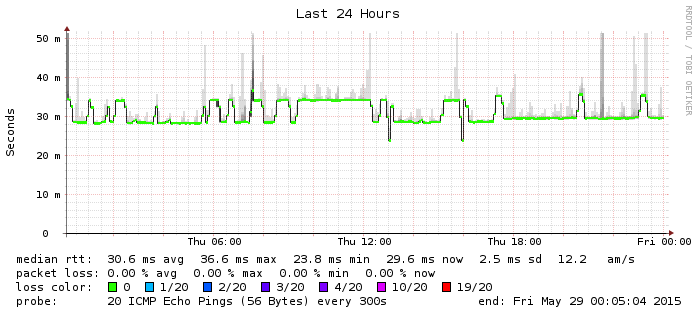 Last 24 Hours
RRDTOOL / TOBI OETIKER
Seconds
50 m
40 m
30 m
20 m
10 m
0
Thu 06:00 Thu 12:00 Thu 18:00 Fri 00:00
median rtt: 30.6 ms avg 36.6 ms max 23.8 ms min 29.6 ms now 2.5 ms sd 12.2 am/s
packet loss: 0.00 % avg 0.00 % max 0.00 % min 0.00 % now
loss color: 0 1/20 2/20 3/20 4/20 10/20 19/20
probe: 20 ICMP Echo Pings (56 Bytes) every 300s end: Fri May 29 00:05:04 2015